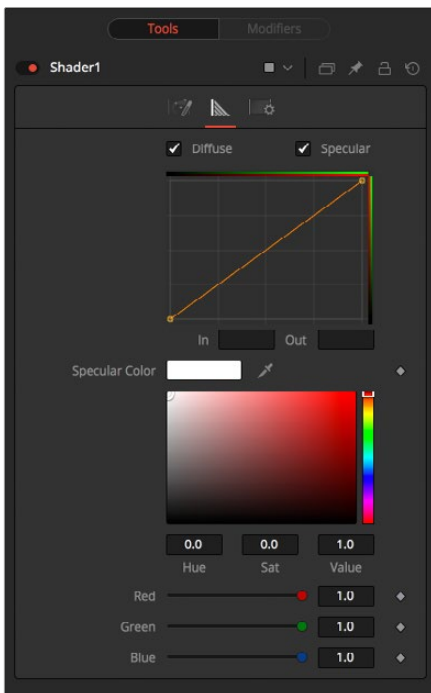 Tools Modifiers
Shader1
Diffuse Specular
In Out
Specular Color
0.0 0.0 1.0
Hue Sat Value
Red 1.0
Green 1.0
Blue 1.0